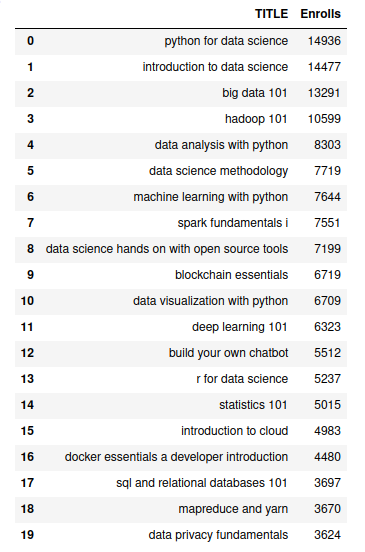 TITLE Enrolls
0 python for data science 14936
1 introduction to data science 14477
2 big data 101 13291
3 hadoop 101 10599
4 data analysis with python 8303
5 data science methodology 7719
6 machine learning with python 7644
7 spark fundamentals i 7551
8 data science hands on with open source tools 7199
9 blockchain essentials 6719
10 data visualization with python 6709
11 deep learning 101 6323
12 build your own chatbot 5512
13 r for data science 5237
14 statistics 101 5015
15 introduction to cloud 4983
16 docker essentials a developer introduction 4480
17 sql and relational databases 101 3697
18 mapreduce and yarn 3670
19 data privacy fundamentals 3624